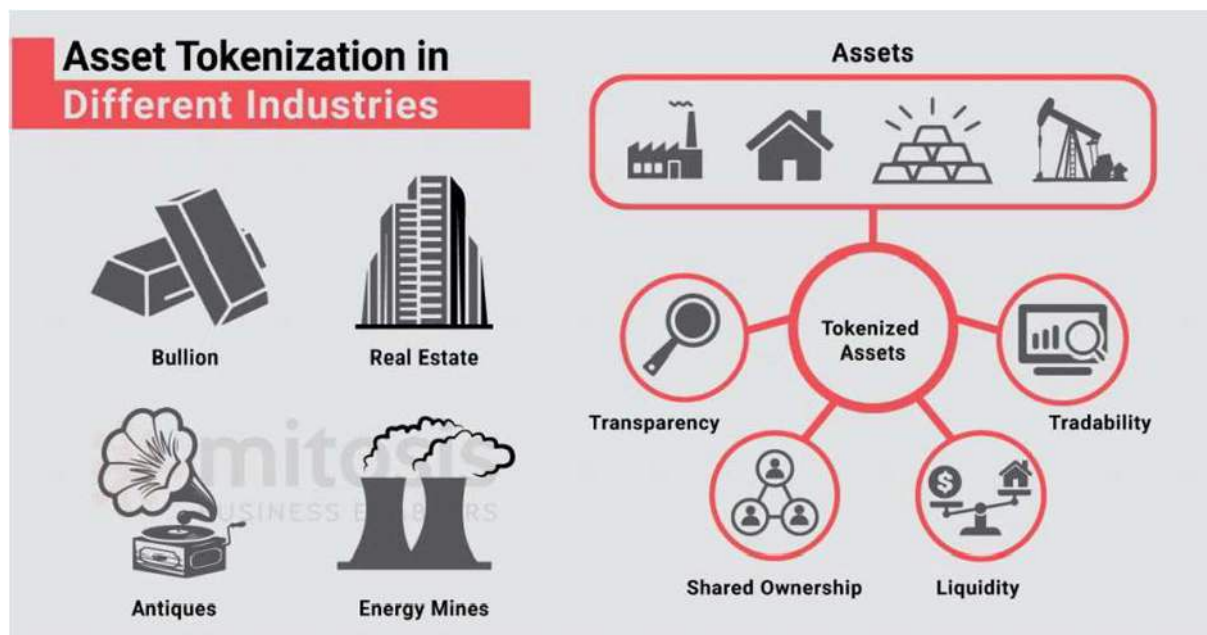 Asset Tokenization in
Different Industries
Bullion
Real Estate
mitosis
Antiques
Energy Mines
Assets
Tokenized
Assets
Transparency
Tradability
Shared Ownership
Liquidity